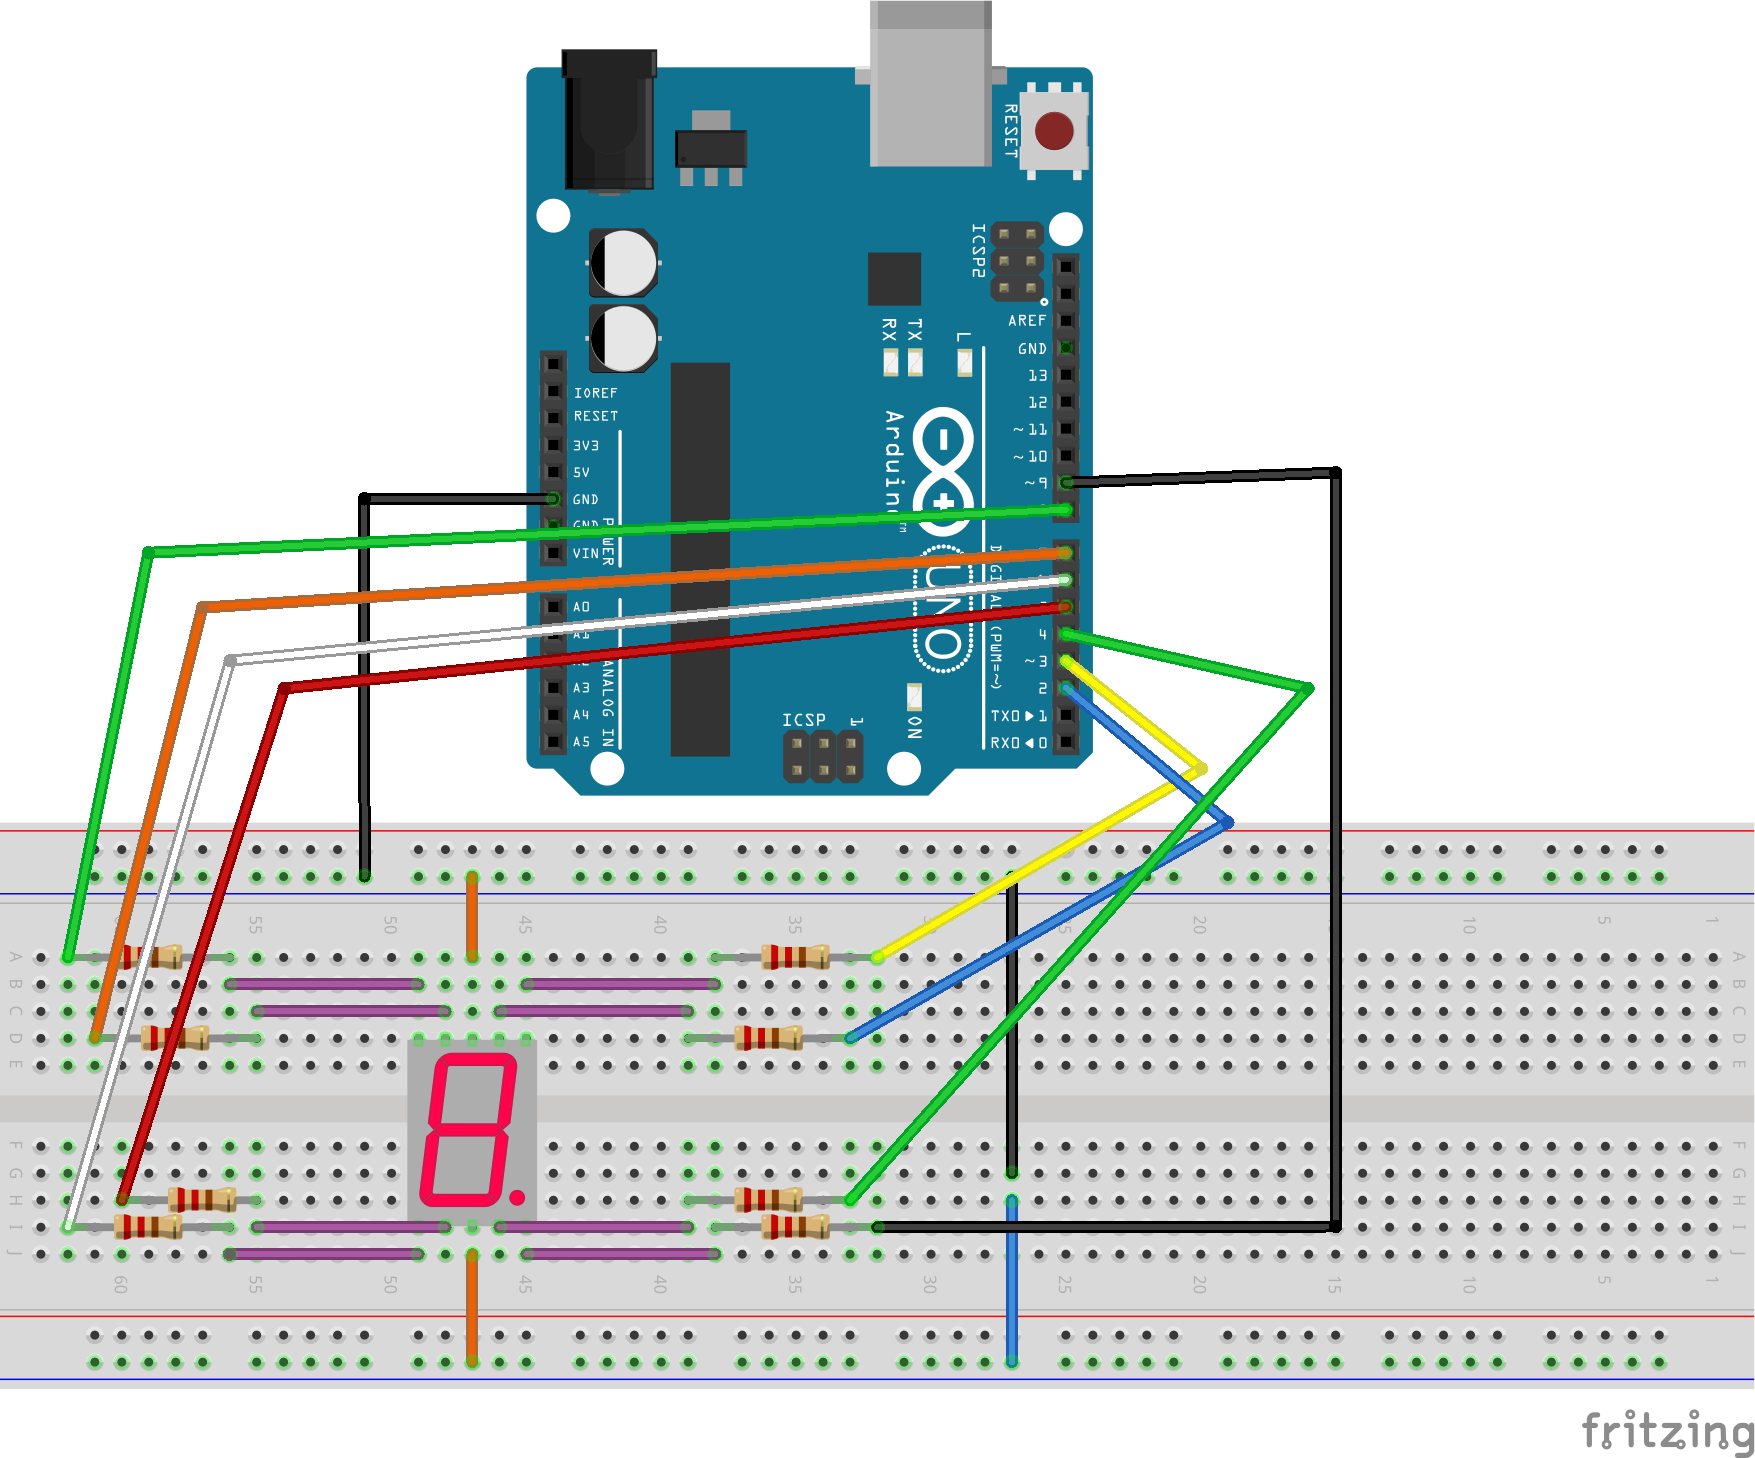 RESET
ICSP2
AREF
GND
13
12
~11
~10
~9
RX
TX
L
IOREF
RESET
3V3
5V
GND
GND
VIN
POWER
Arduino™
UNO
A0
A1
A3
A4
A5
ANALOG IN
DIGITAL (PWM=~)
4
~3
2
TX0▶1
RX0◀0
ICSP
1
ON
55
50
45
40
35
20
10
5
1
A
B
C
D
E
A
B
C
D
E
F
G
H
I
J
F
G
H
I
J
60
55
50
45
40
35
30
25
20
15
10
5
1
fritzing